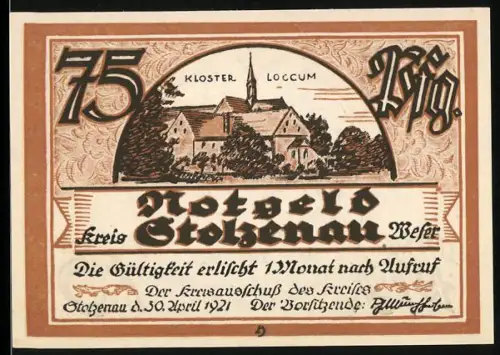 75 Pfg.
KLOSTER LOCCUM
Notgeld
Kreis Stolzenau Weser
Die Gültigkeit erlischt 1 Monat nach Aufruf
Der Kreisausschuß des Kreises
Stolzenau d. 30. April 1921 Der Vorsitzende: